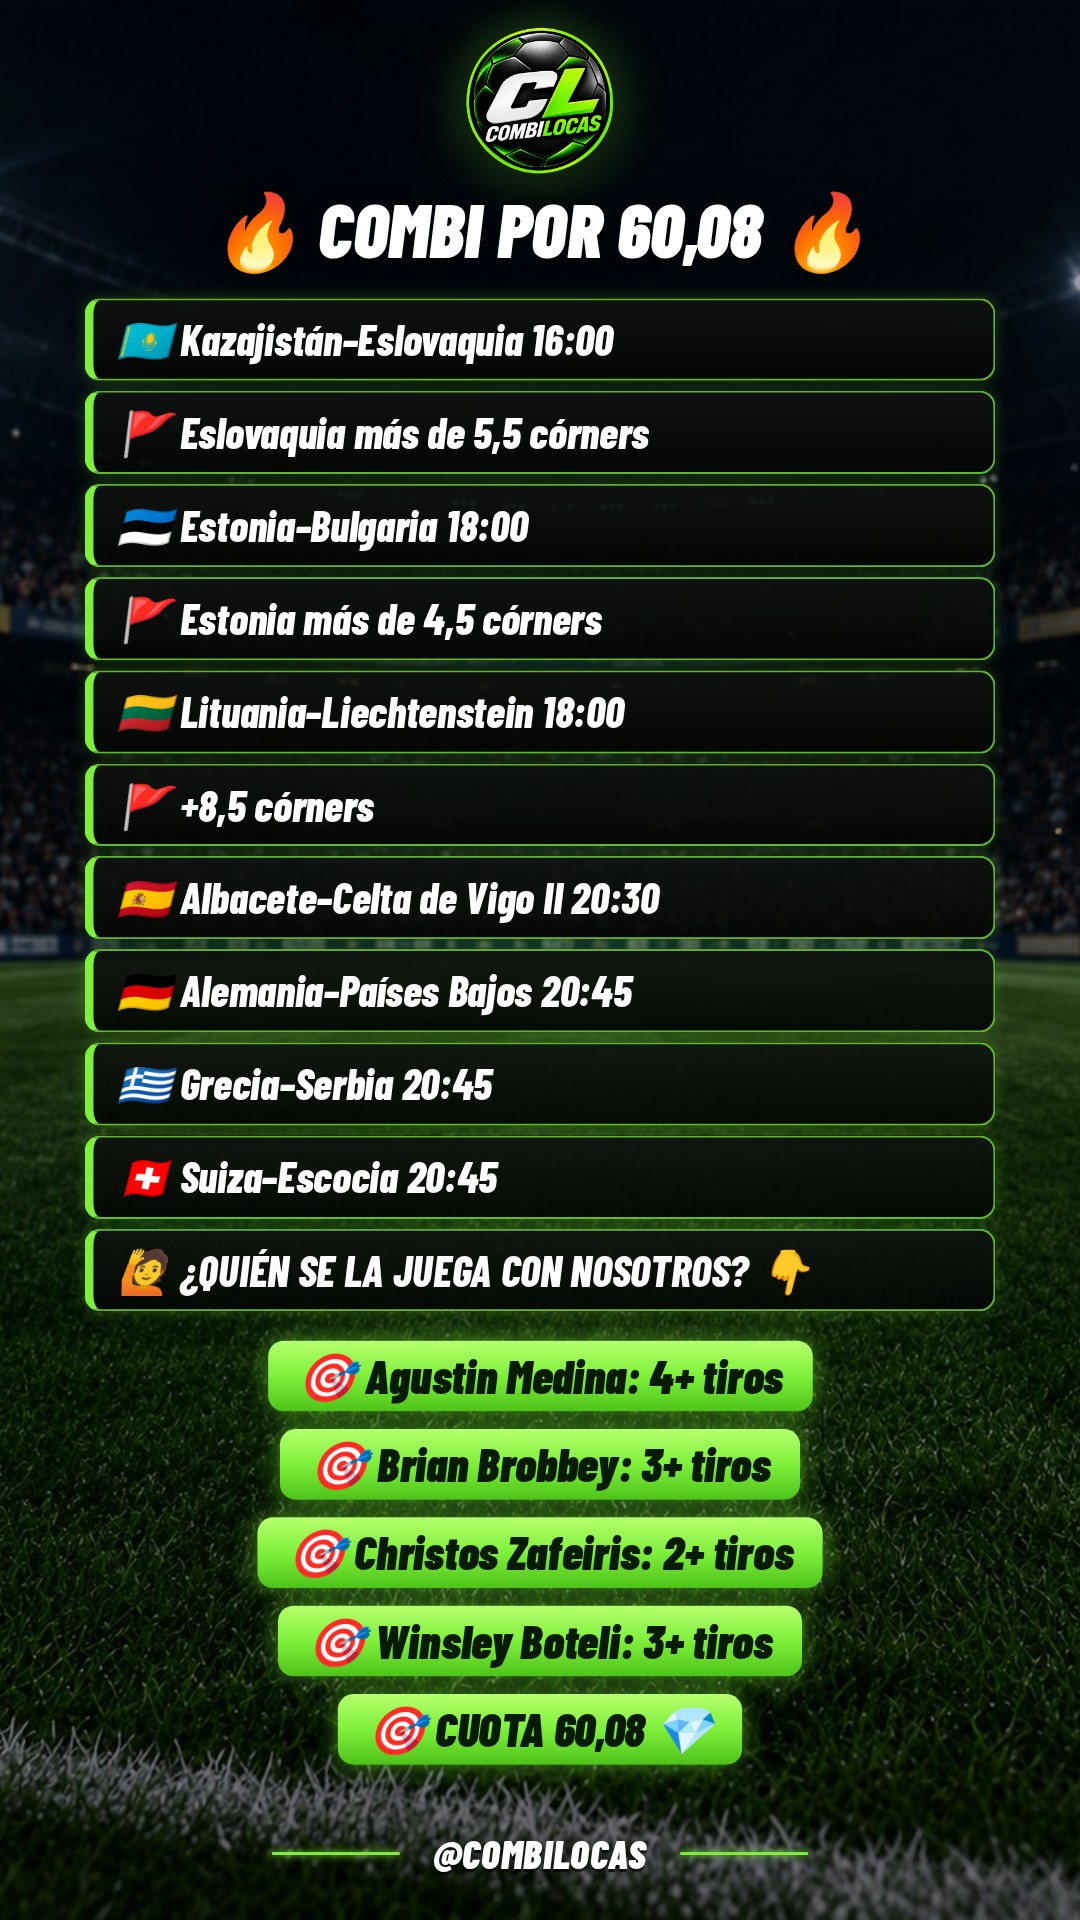 CL
COMBILOCAS
🔥 COMBI POR 60,08 🔥
🇰🇿 Kazajistán-Eslovaquia 16:00
🚩 Eslovaquia más de 5,5 córners
🇪🇪 Estonia-Bulgaria 18:00
🚩 Estonia más de 4,5 córners
🇱🇹 Lituania-Liechtenstein 18:00
🚩 +8,5 córners
🇪🇸 Albacete-Celta de Vigo II 20:30
🇩🇪 Alemania-Países Bajos 20:45
🇬🇷 Grecia-Serbia 20:45
🇨🇭 Suiza-Escocia 20:45
🙋 ¿QUIÉN SE LA JUEGA CON NOSOTROS? 👇
🎯 Agustin Medina: 4+ tiros
🎯 Brian Brobbey: 3+ tiros
🎯 Christos Zafeiris: 2+ tiros
🎯 Winsley Boteli: 3+ tiros
🎯 CUOTA 60,08 💎
@COMBILOCAS